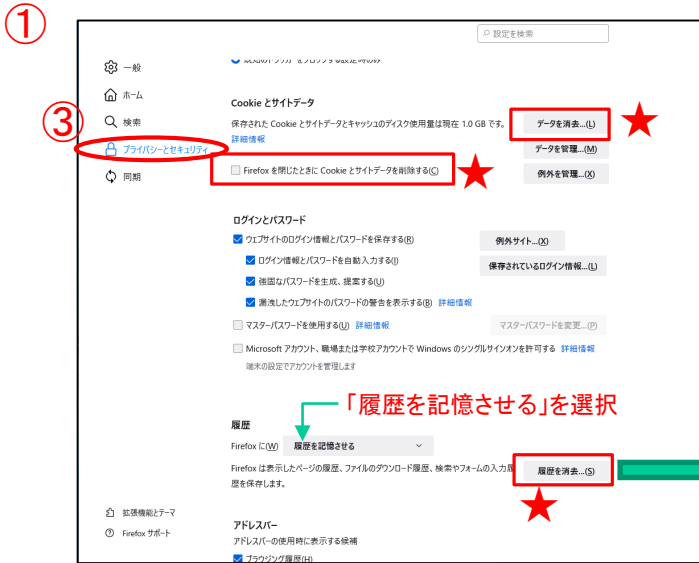 ①
設定を検索
一般
既知のトラッカーをブロックする設定時のみ
ホーム
Cookie とサイトデータ
③
検索
保存された Cookie とサイトデータとキャッシュのディスク使用量は現在 1.0 GB です。
データを消去...(L)
詳細情報
プライバシーとセキュリティ
データを管理...(M)
Firefox を閉じたときに Cookie とサイトデータを削除する(C)
例外を管理...(X)
同期
ログインとパスワード
ウェブサイトのログイン情報とパスワードを保存する(R)
例外サイト...(X)
ログイン情報とパスワードを自動入力する(I)
保存されているログイン情報...(L)
強固なパスワードを生成、提案する(U)
漏洩したウェブサイトのパスワードの警告を表示する(B) 詳細情報
マスターパスワードを使用する(U) 詳細情報
マスターパスワードを変更...(P)
Microsoft アカウント、職場または学校アカウントで Windows のシングルサインオンを許可する 詳細情報
端末の設定でアカウントを管理します
「履歴を記憶させる」を選択
履歴
Firefox に(W) 履歴を記憶させる
Firefox は表示したページの履歴、ファイルのダウンロード履歴、検索やフォームの入力履
歴を保存します。
履歴を消去...(S)
拡張機能とテーマ
アドレスバー
Firefox サポート
アドレスバーの使用時に表示する候補
ブラウジング履歴(H)